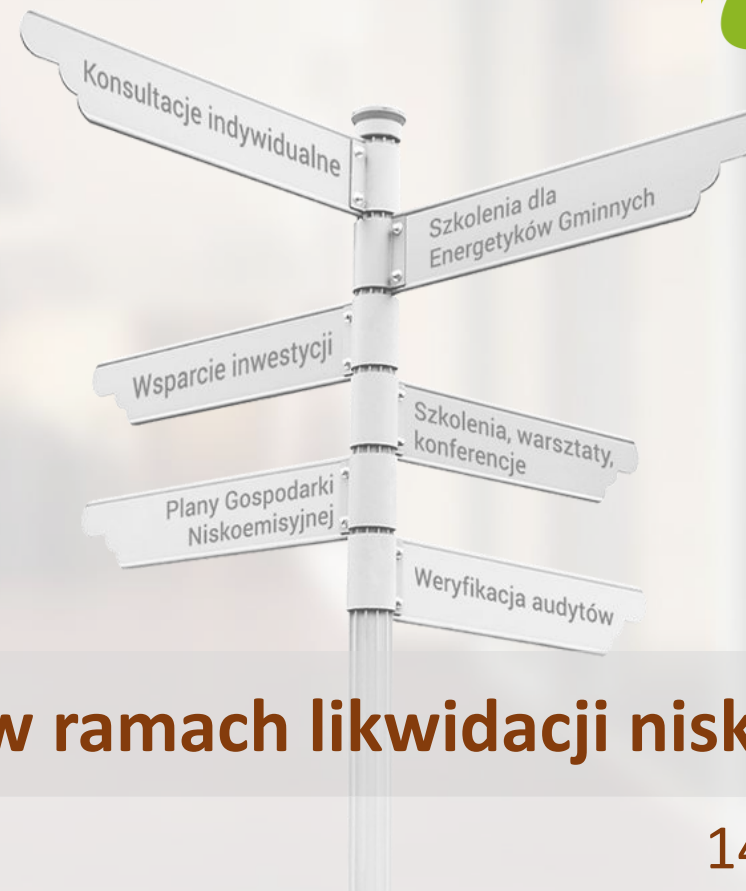 Konsultacje indywidualne
Szkolenia dla
Energetyków Gminnych
Wsparcie inwestycji
Szkolenia, warsztaty,
konferencje
Plany Gospodarki
Niskoemisyjnej
Weryfikacja audytów
w ramach likwidacji nisk
14